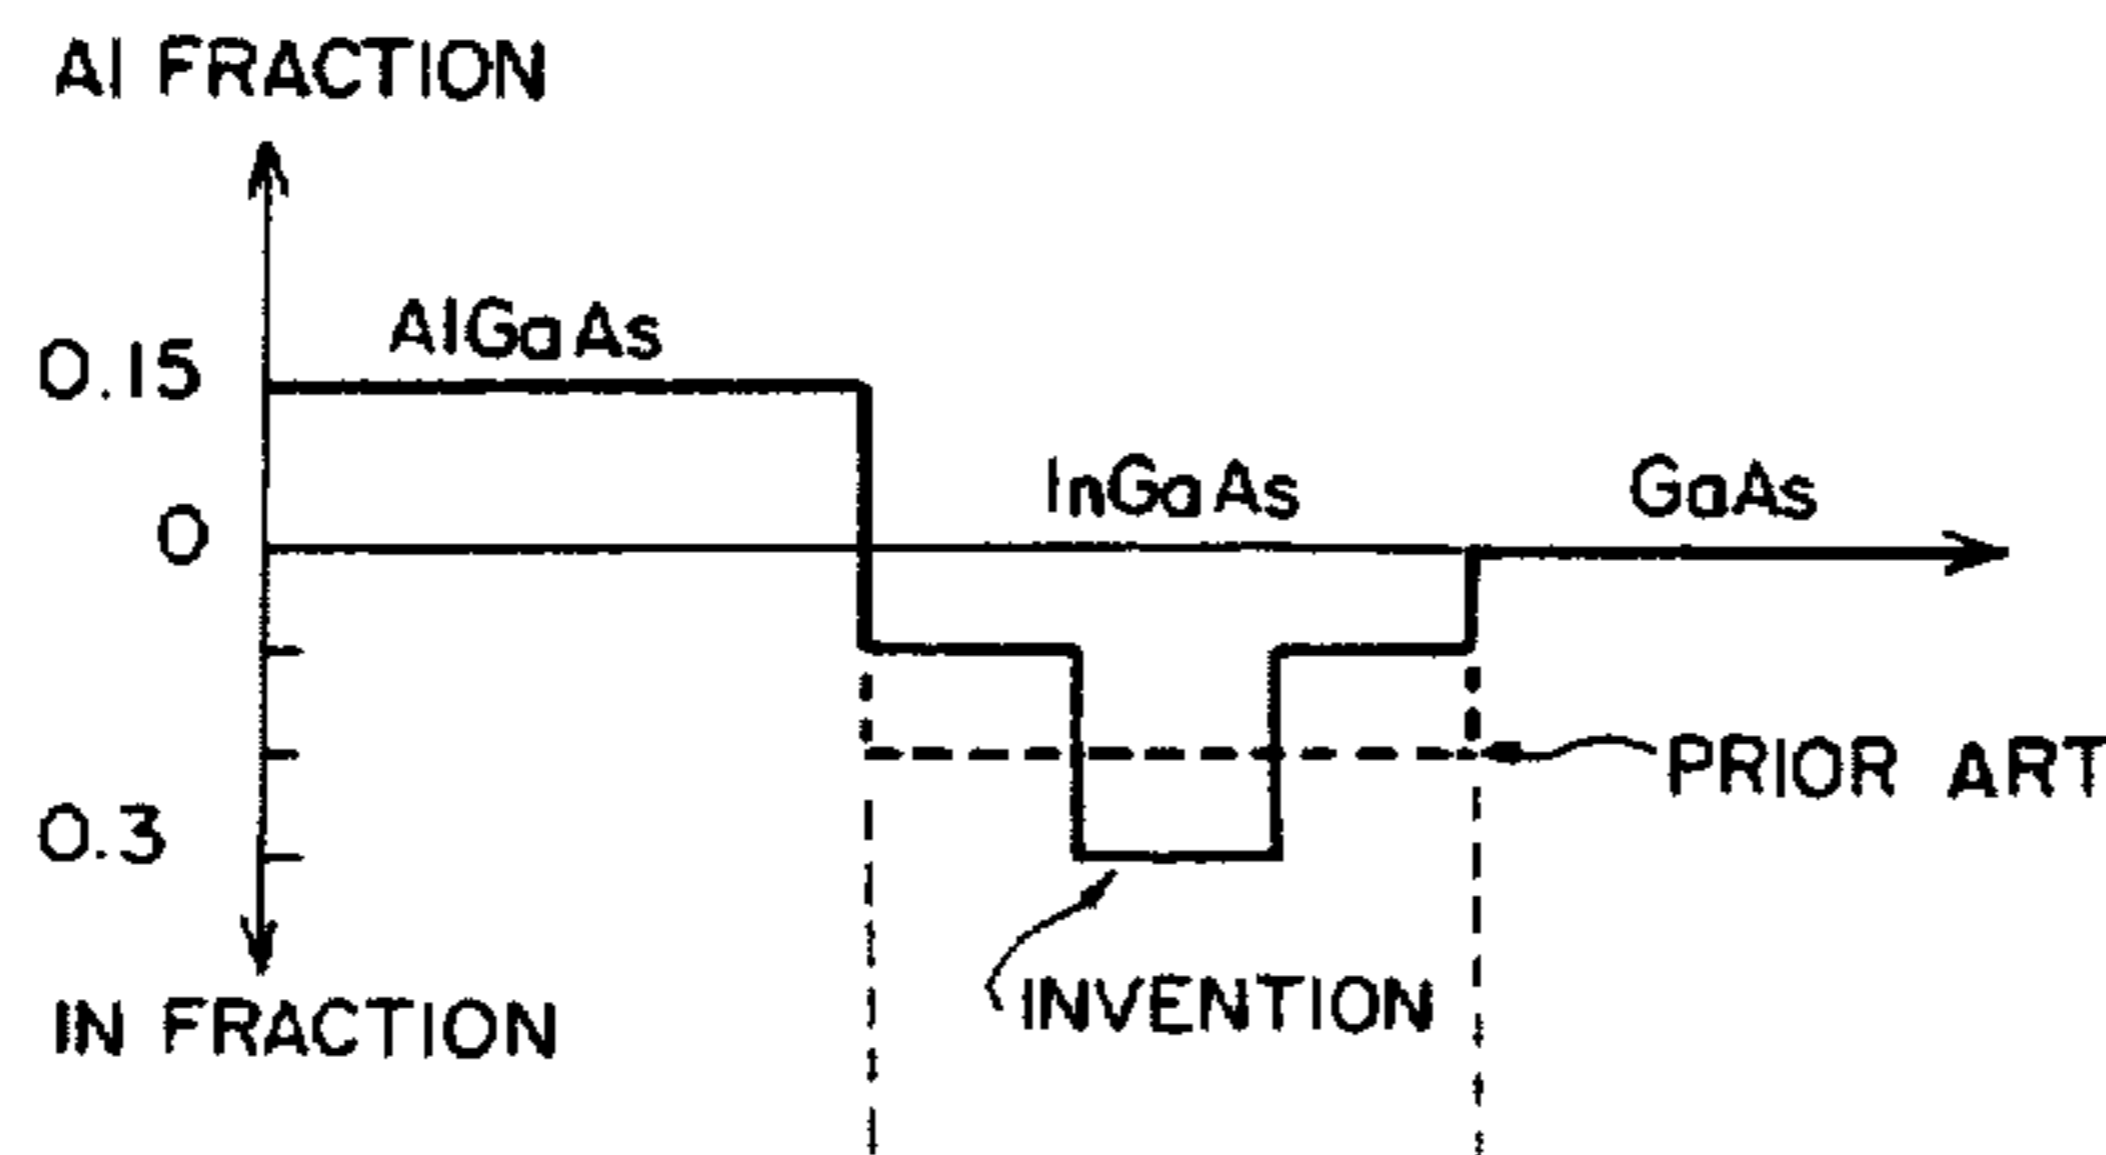 Al FRACTION
AlGaAs
0.15
InGaAs
GaAs
0
PRIOR ART
0.3
INVENTION
IN FRACTION